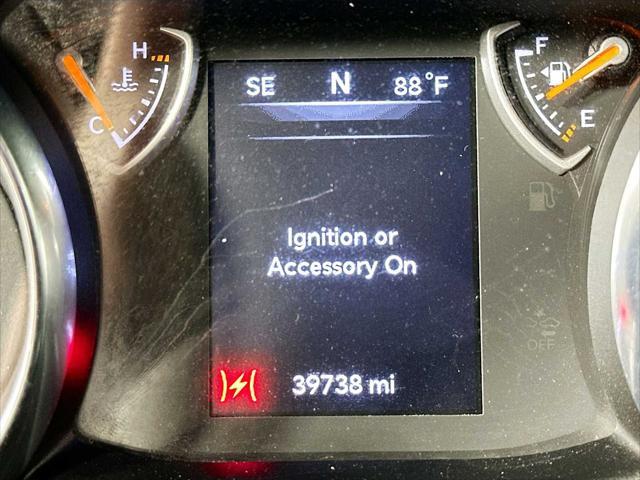 H
C
SE N 88°F
F
E
Ignition or
Accessory On
39738 mi
OFF